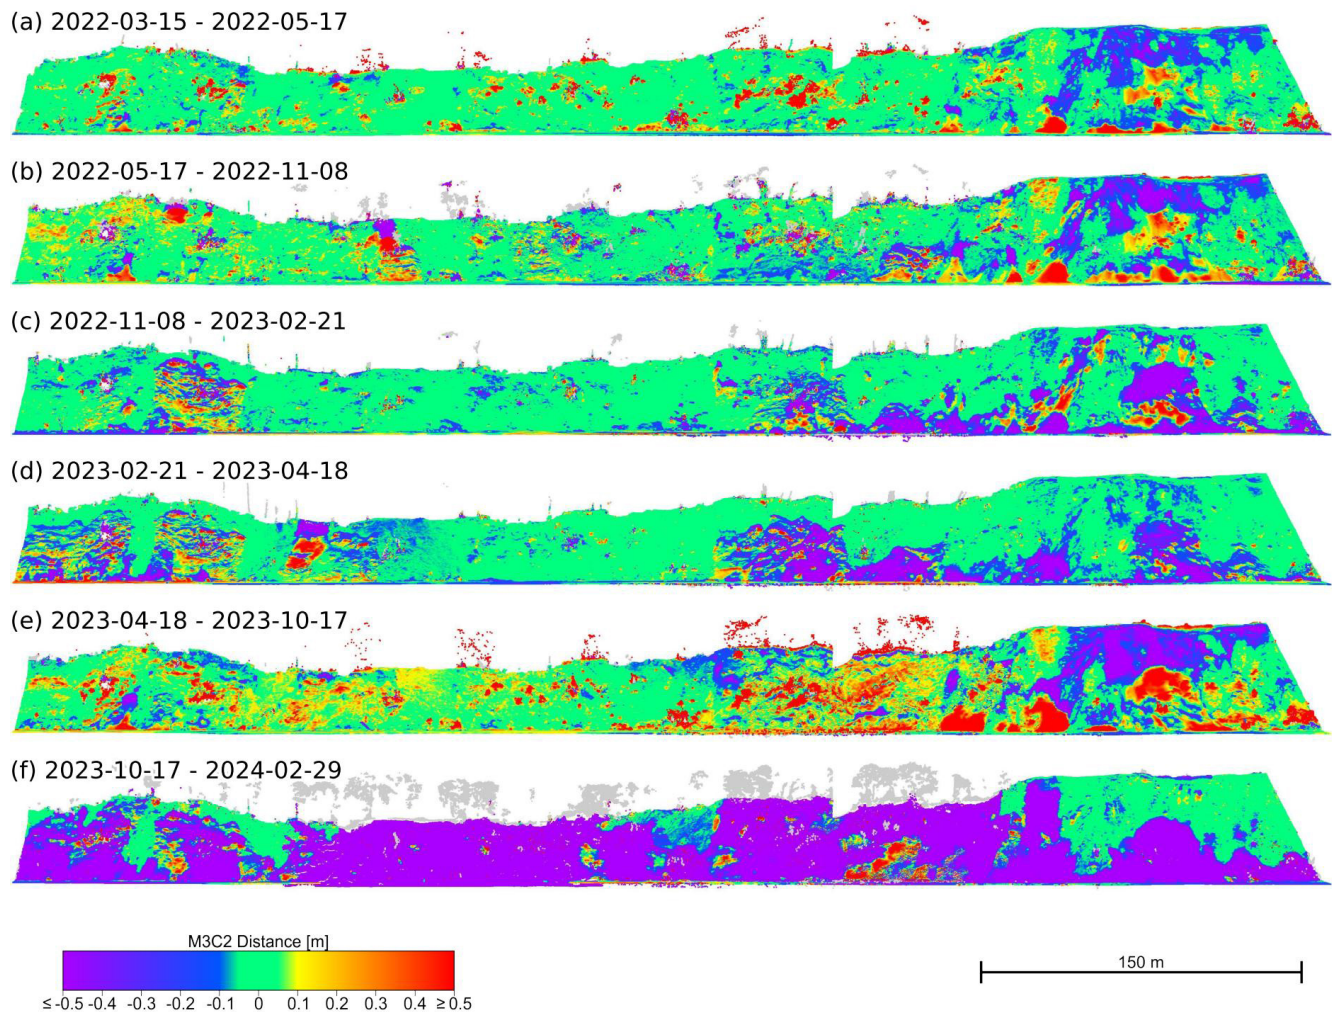 (a) 2022-03-15 - 2022-05-17
(b) 2022-05-17 - 2022-11-08
(c) 2022-11-08 - 2023-02-21
(d) 2023-02-21 - 2023-04-18
(e) 2023-04-18 - 2023-10-17
(f) 2023-10-17 - 2024-02-29
M3C2 Distance [m]
≤ -0.5 -0.4 -0.3 -0.2 -0.1 0 0.1 0.2 0.3 0.4 ≥ 0.5
150 m